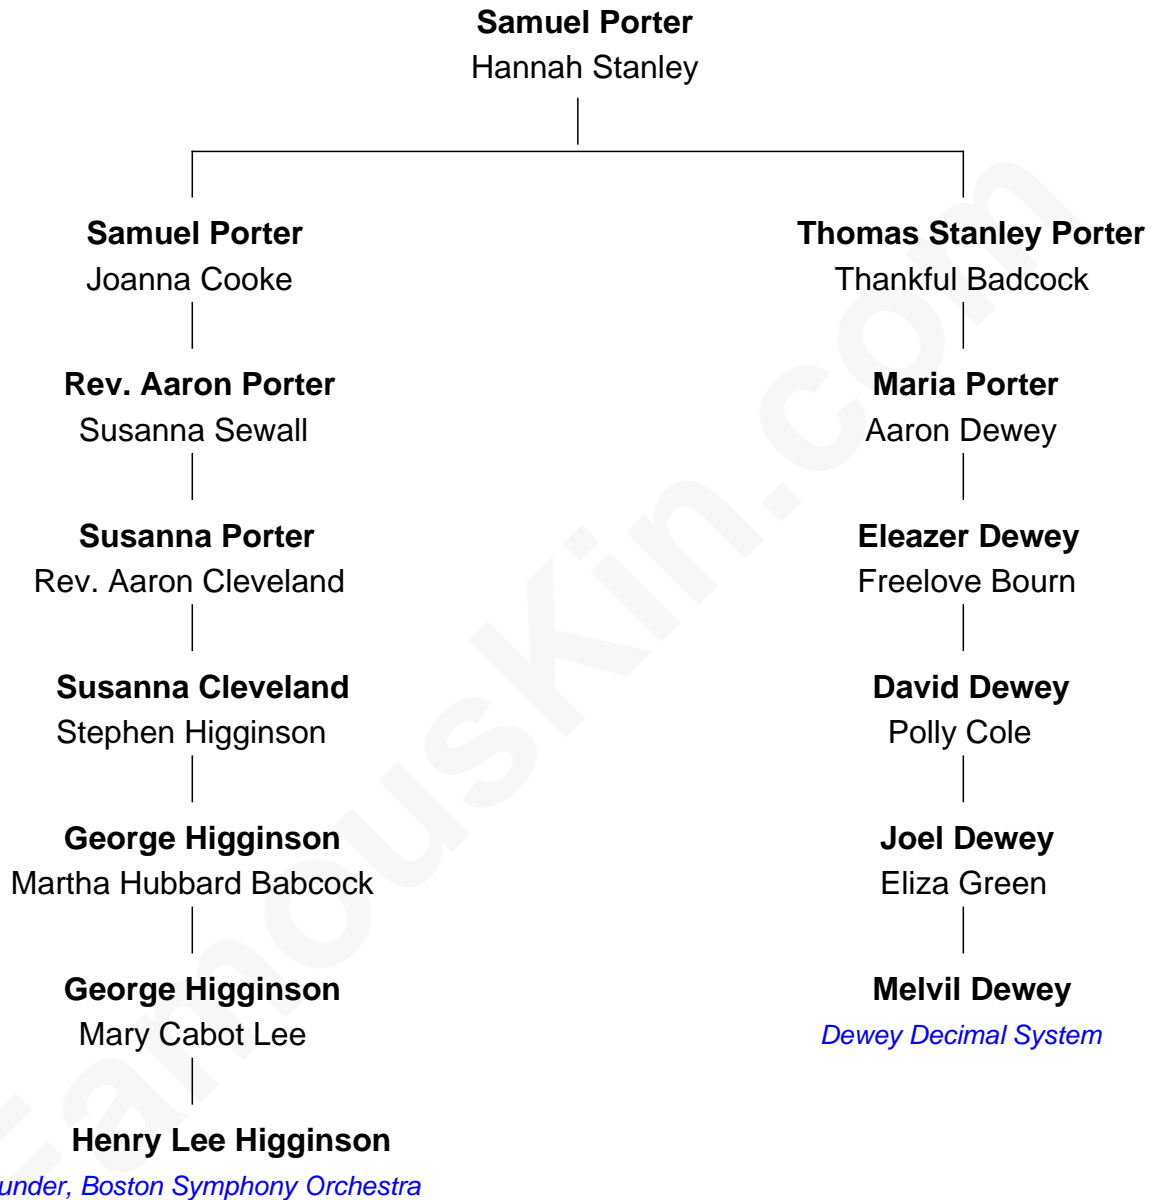 Samuel Porter
Hannah Stanley
Samuel Porter
Joanna Cooke
Thomas Stanley Porter
Thankful Badcock
Rev. Aaron Porter
Susanna Sewall
Maria Porter
Aaron Dewey
Susanna Porter
Rev. Aaron Cleveland
Eleazer Dewey
Freelove Bourn
Susanna Cleveland
Stephen Higginson
David Dewey
Polly Cole
George Higginson
Martha Hubbard Babcock
Joel Dewey
Eliza Green
George Higginson
Mary Cabot Lee
Melvil Dewey
Dewey Decimal System
Henry Lee Higginson
under, Boston Symphony Orchestra
FamousKin.com